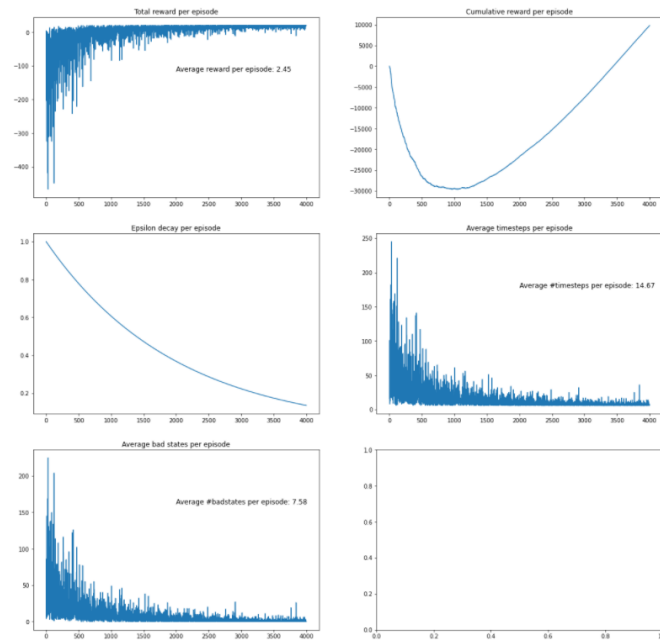 Total reward per episode
0
−100
−200
−300
−400
Average reward per episode: 2.45
0 500 1000 1500 2000 2500 3000 3500 4000
Cumulative reward per episode
10000
5000
0
−5000
−10000
−15000
−20000
−25000
−30000
0 500 1000 1500 2000 2500 3000 3500 4000
Epsilon decay per episode
1.0
0.8
0.6
0.4
0.2
0 500 1000 1500 2000 2500 3000 3500 4000
Average timesteps per episode
250
200
150
100
50
0
Average #timesteps per episode: 14.67
0 500 1000 1500 2000 2500 3000 3500 4000
Average bad states per episode
200
150
100
50
0
Average #badstates per episode: 7.58
0 500 1000 1500 2000 2500 3000 3500 4000
1.0
0.8
0.6
0.4
0.2
0.0
0.0 0.2 0.4 0.6 0.8